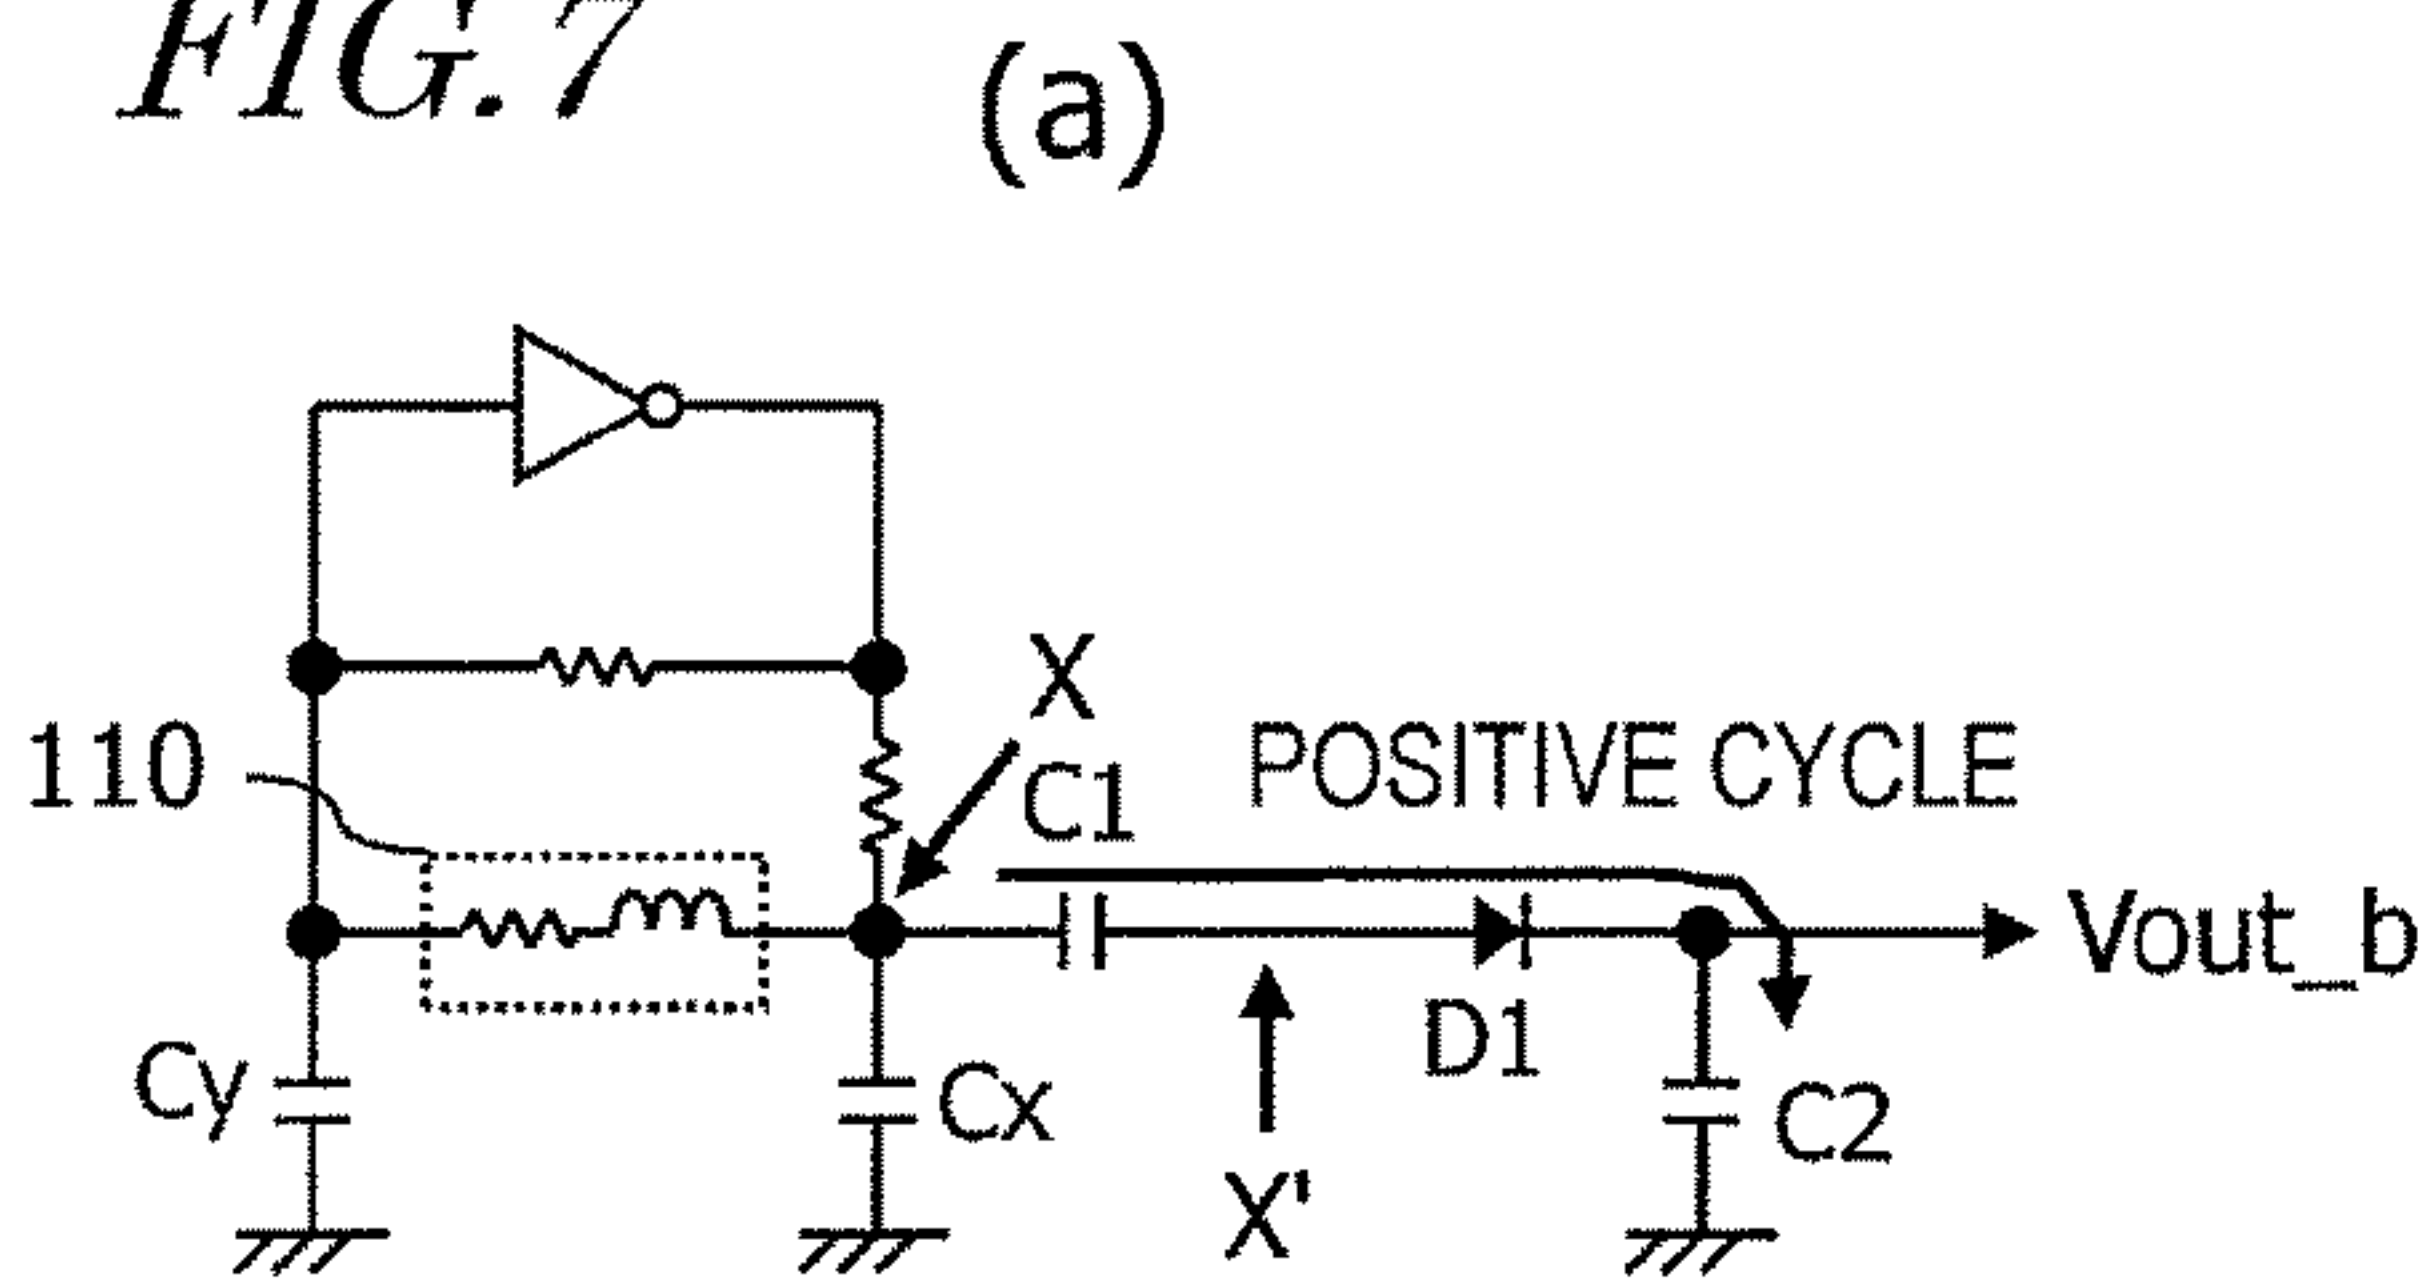 FIG. 7
(a)
X
110
C1
POSITIVE CYCLE
Vout_b
D1
Cy
Cx
C2
X'